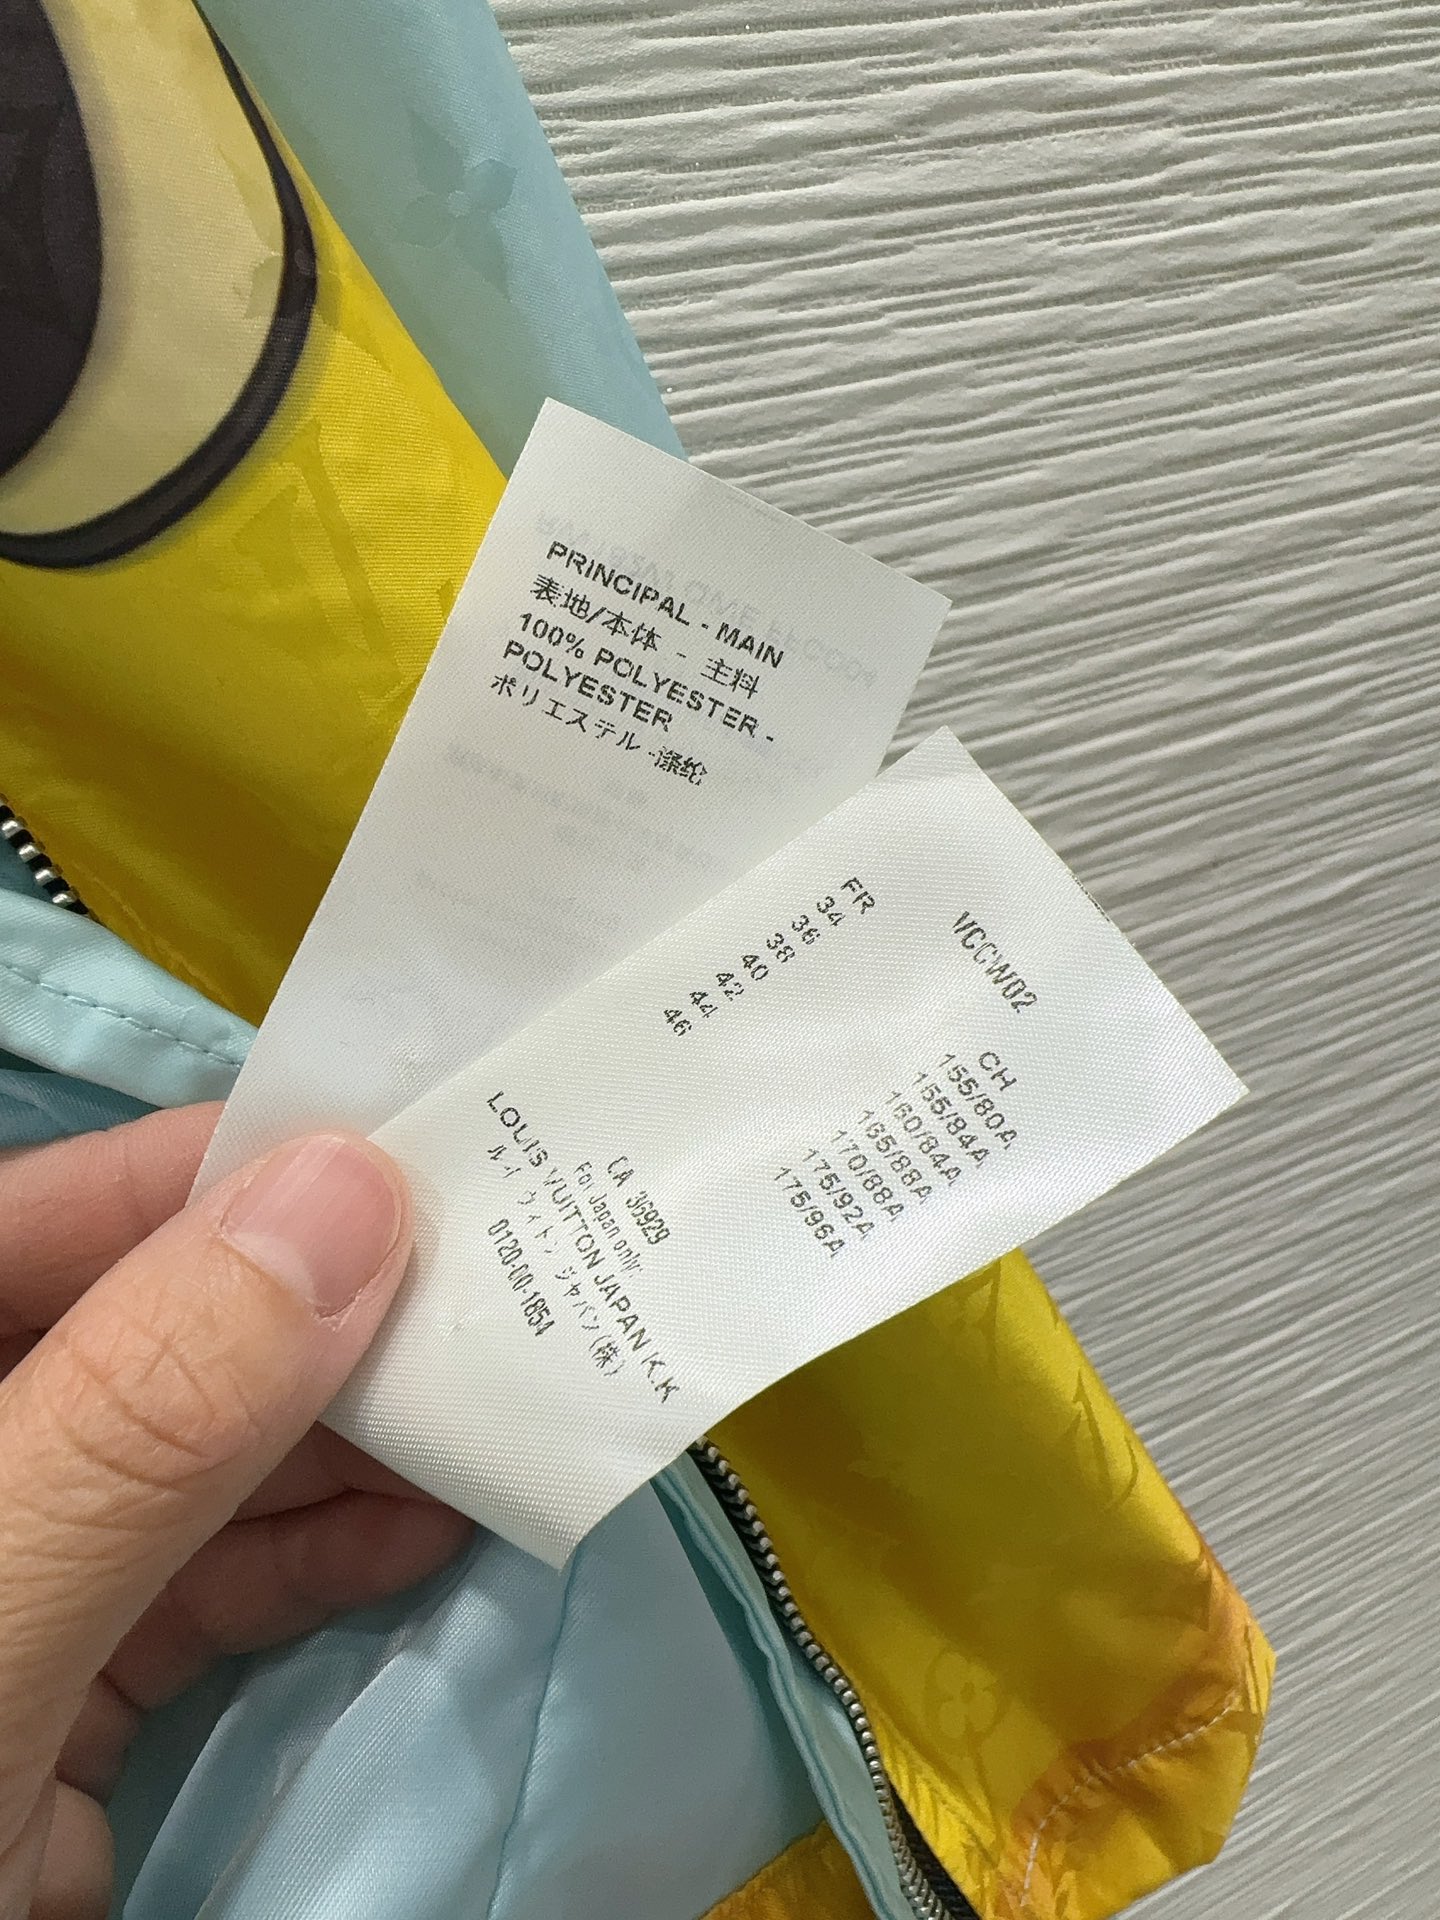 PRINCIPAL - MAIN
表地/本体 - 主料
100% POLYESTER -
POLYESTER
ポリエステル -涤纶
VCCW02
FR
34
36
38
40
42
44
46
CH
155/80A
155/84A
160/84A
165/88A
170/88A
175/92A
175/96A
CA 36929
For Japan only:
LOUIS VUITTON JAPAN K.K
ルイ ヴィトン ジャパン(株)
0120-00-1854